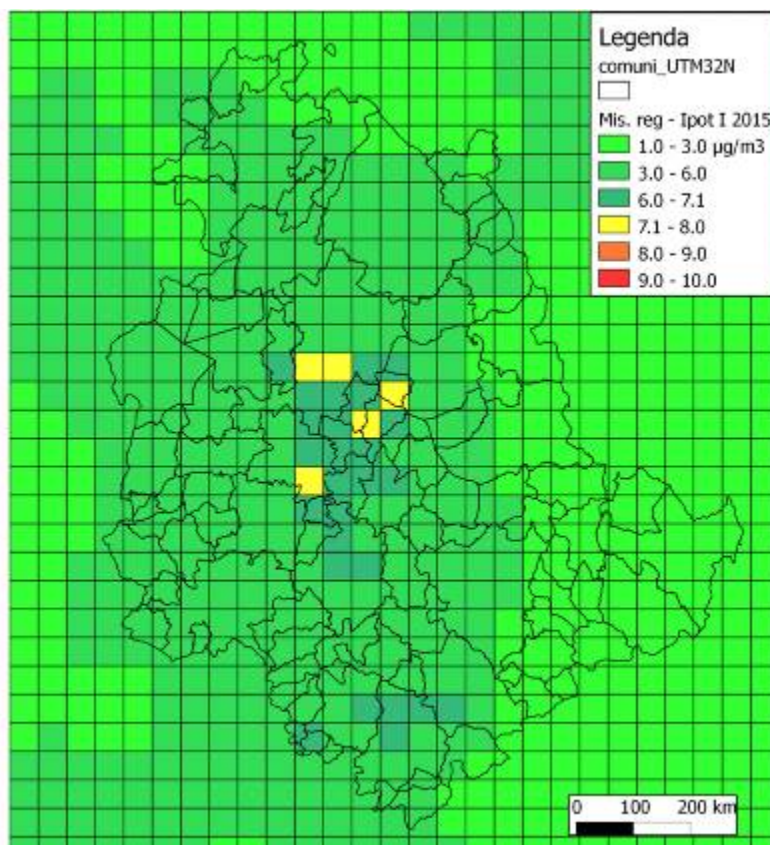 Legenda
comuni_UTM32N
Mis. reg - Ipot I 2015
1.0 - 3.0 µg/m3
3.0 - 6.0
6.0 - 7.1
7.1 - 8.0
8.0 - 9.0
9.0 - 10.0
0 100 200 km